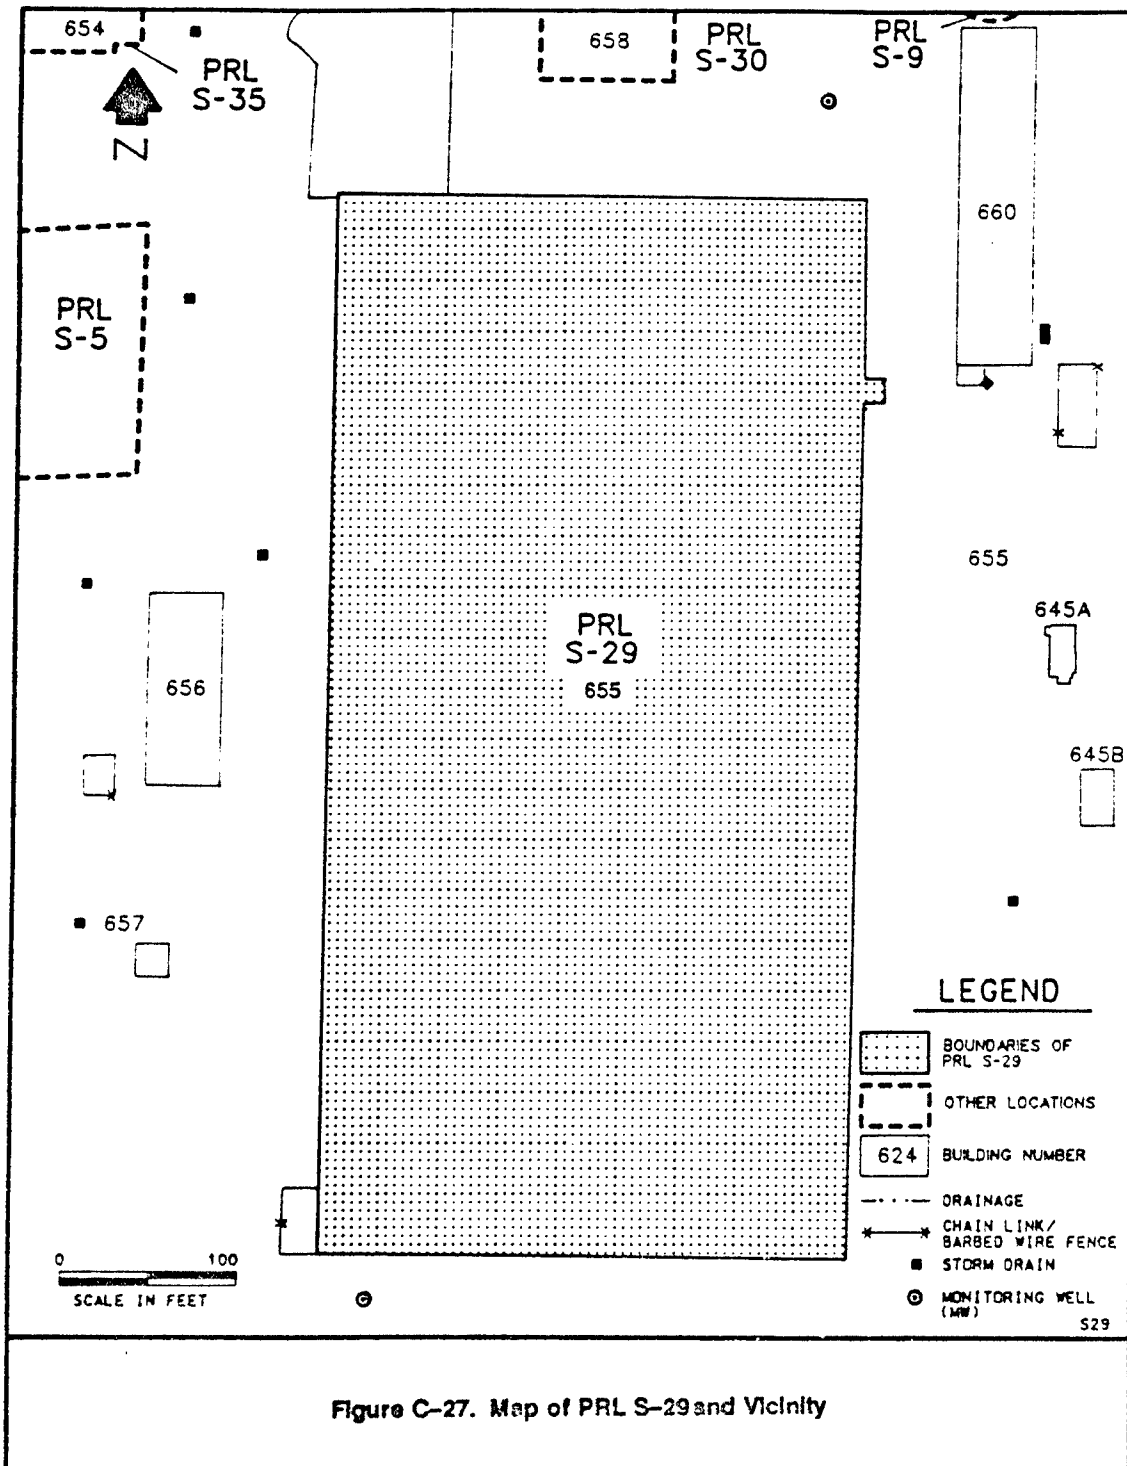 654
PRL
S-35
N
658
PRL
S-30
PRL
S-9
660
PRL
S-5
655
645A
PRL
S-29
655
656
645B
657
LEGEND
BOUNDARIES OF
PRL S-29
OTHER LOCATIONS
624
BUILDING NUMBER
DRAINAGE
CHAIN LINK/
BARBED WIRE FENCE
STORM DRAIN
MONITORING WELL
(MW)
0 100
SCALE IN FEET
S29
Figure C-27. Map of PRL S-29 and Vicinity